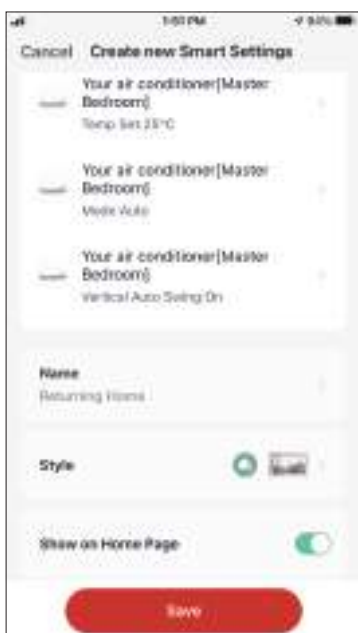 1:51 PM
94%
Cancel Create new Smart Settings
Your air conditioner[Master
Bedroom]
Temp Set 25°C
Your air conditioner[Master
Bedroom]
Mode Auto
Your air conditioner[Master
Bedroom]
Vertical Auto Swing On
Name
Returning Home
Style
Show on Home Page
Save